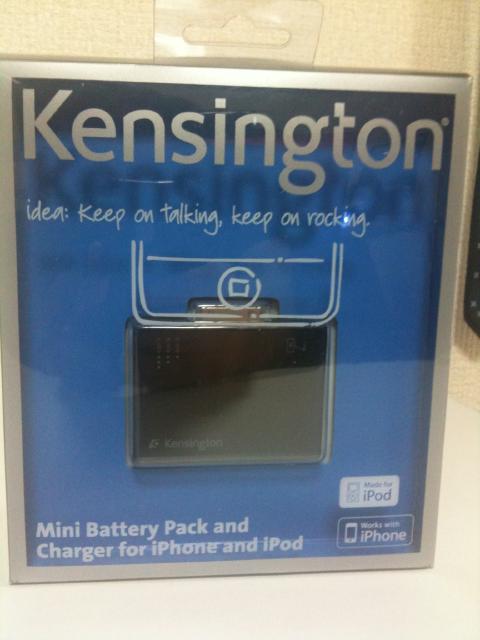 Kensington®
idea: Keep on talking, keep on rocking.
Kensington
Made for
iPod
Works with
iPhone
Mini Battery Pack and
Charger for iPhone and iPod